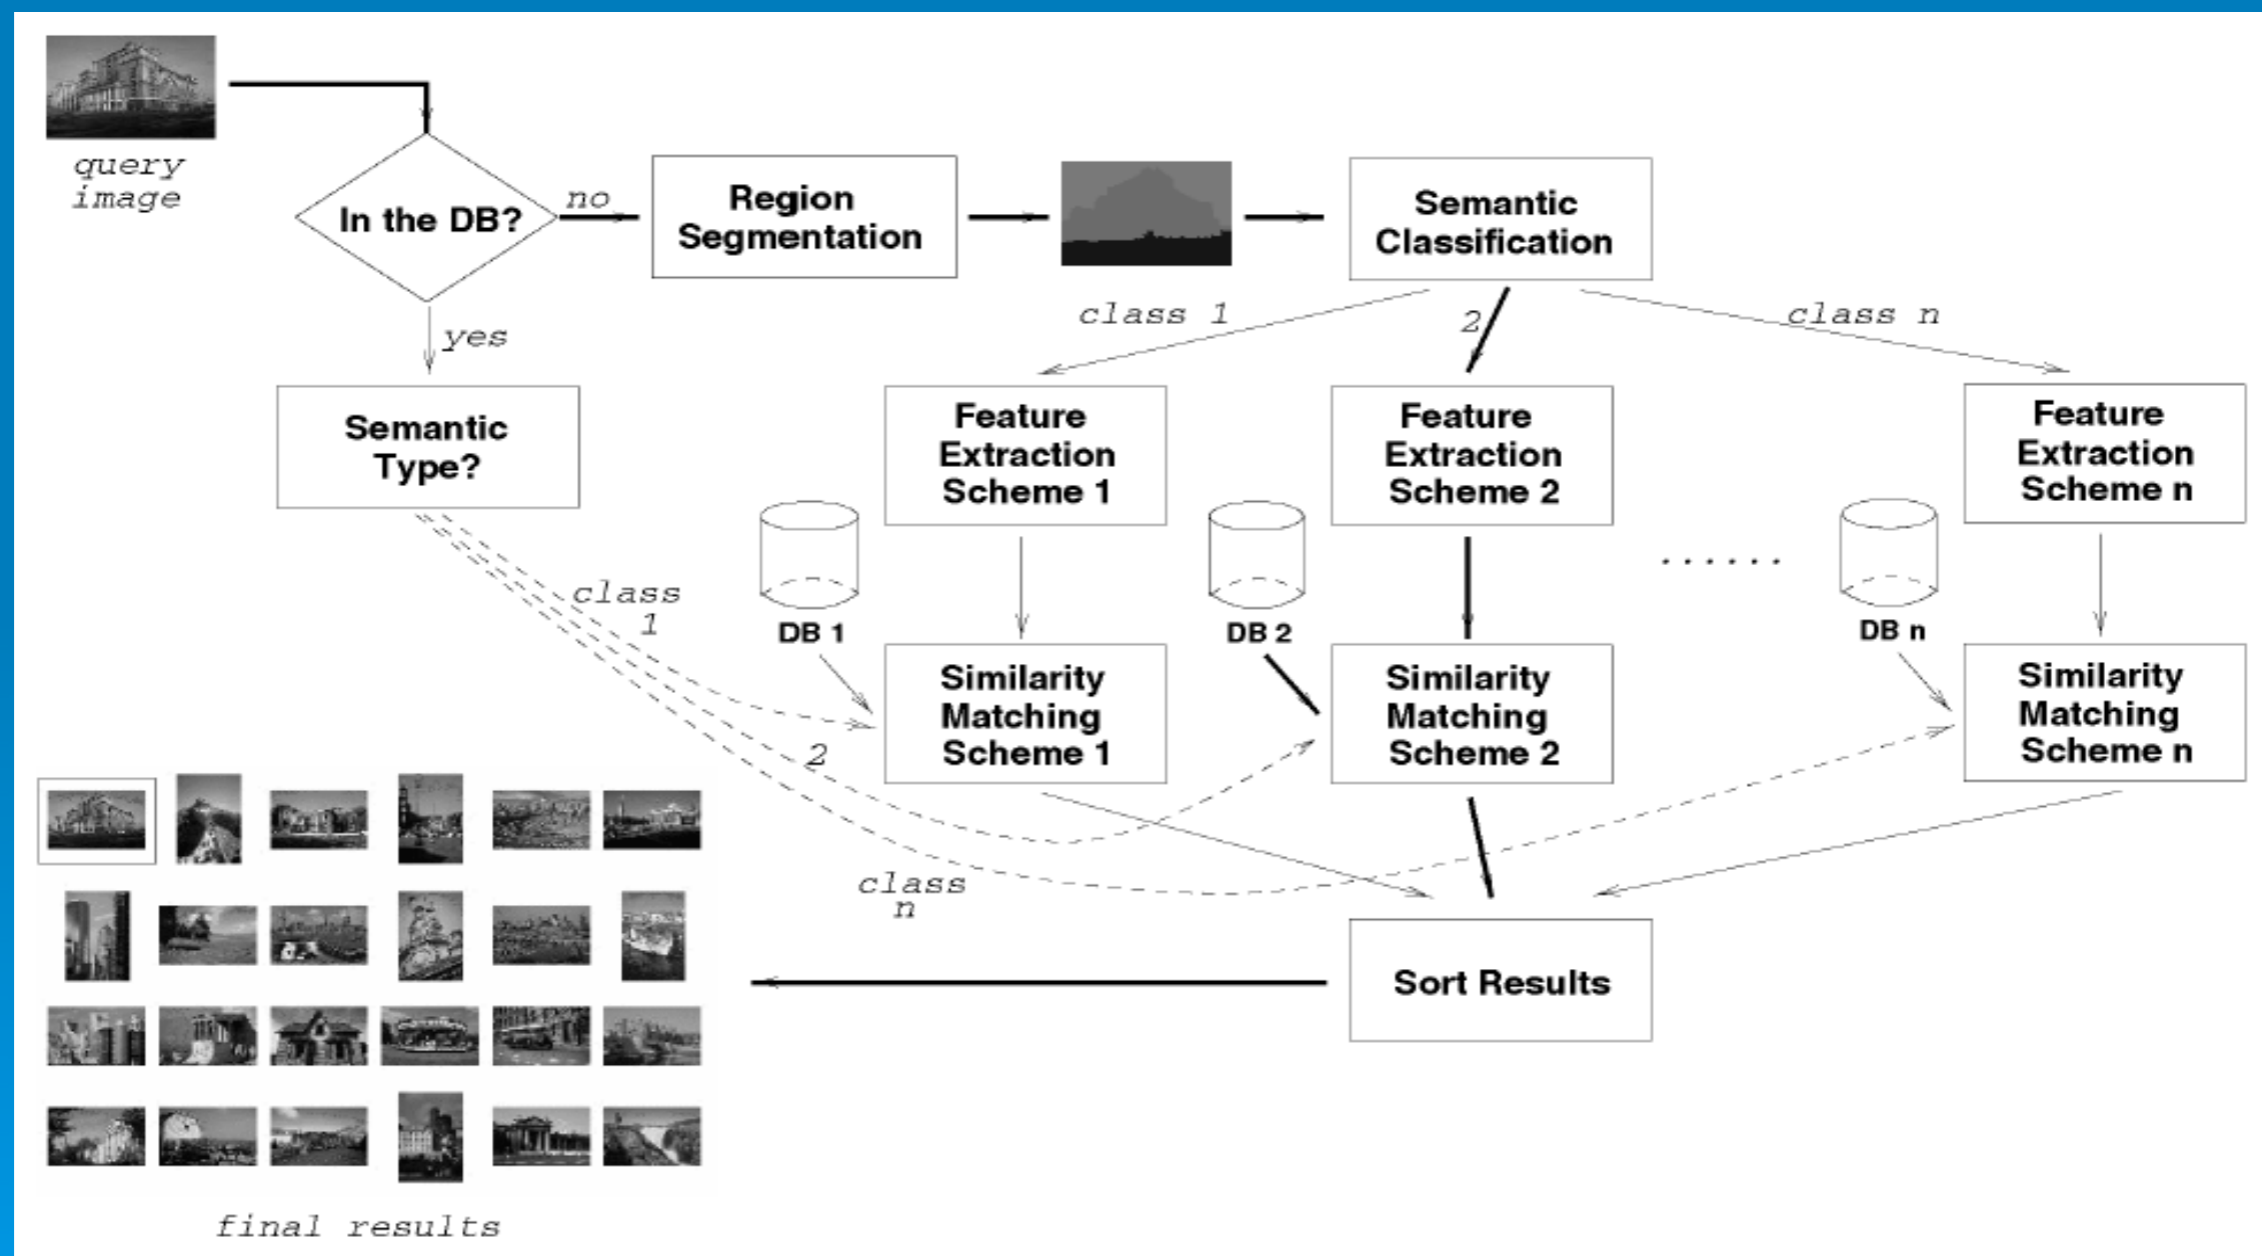 query
image
In the DB?
no
Region
Segmentation
Semantic
Classification
yes
class 1
2
class n
Semantic
Type?
Feature
Extraction
Scheme 1
Feature
Extraction
Scheme 2
Feature
Extraction
Scheme n
class
1
DB 1
DB 2
......
DB n
Similarity
Matching
Scheme 1
Similarity
Matching
Scheme 2
Similarity
Matching
Scheme n
2
class
n
Sort Results
final results